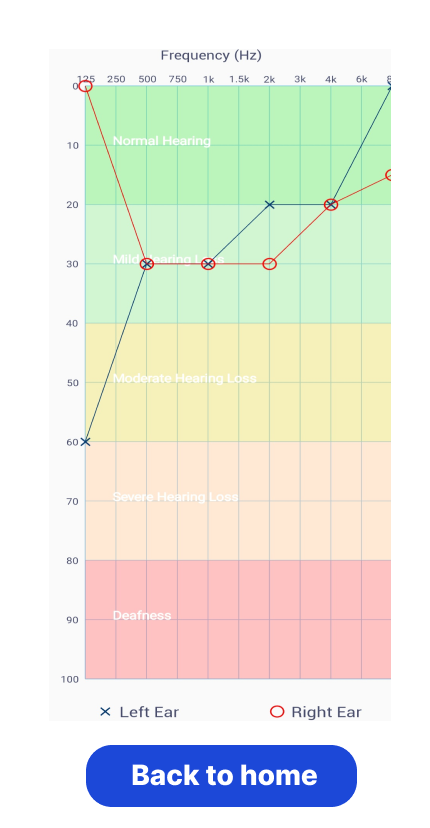 Frequency (Hz)
125 250 500 750 1k 1.5k 2k 3k 4k 6k
0
10
Normal Hearing
20
Mild Hearing
30
40
50
Moderate Hearing Loss
60
70
Severe Hearing Loss
80
90
Deafness
100
Left Ear Right Ear
Back to home